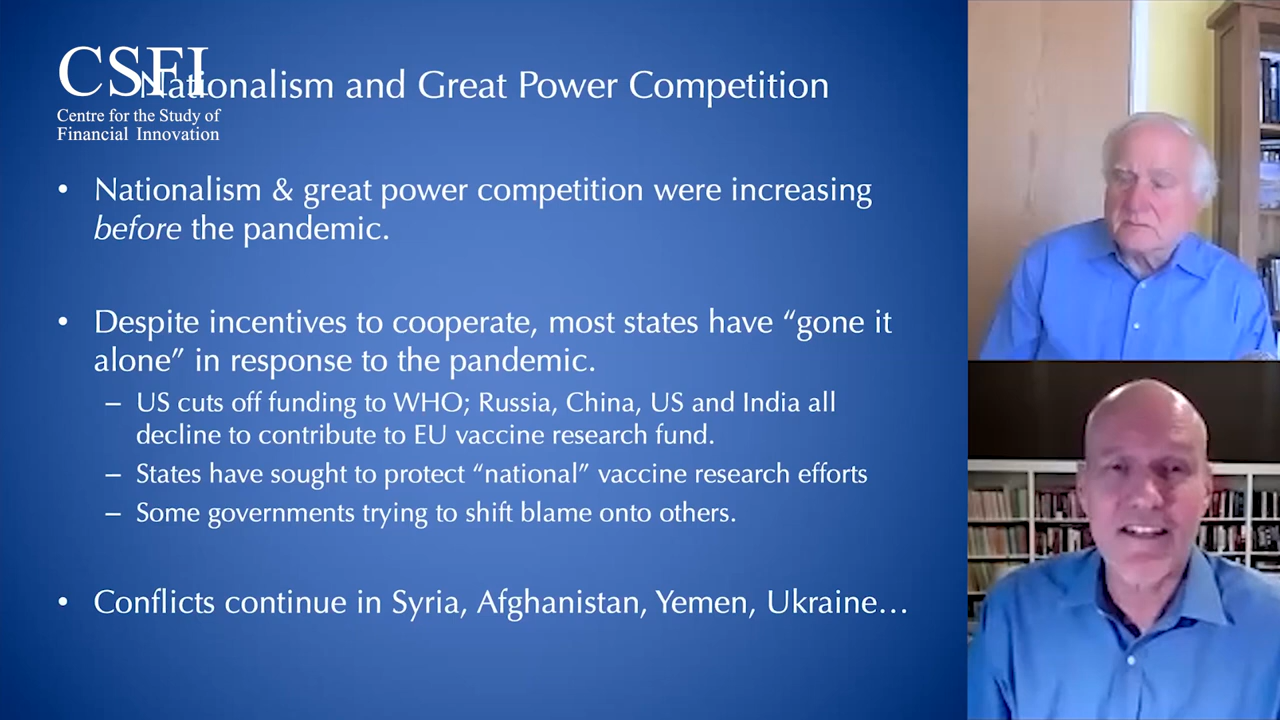 CSFI
Centre for the Study of
Financial Innovation
Nationalism and Great Power Competition
• Nationalism & great power competition were increasing
before the pandemic.
• Despite incentives to cooperate, most states have “gone it
alone” in response to the pandemic.
– US cuts off funding to WHO; Russia, China, US and India all
decline to contribute to EU vaccine research fund.
– States have sought to protect “national” vaccine research efforts
– Some governments trying to shift blame onto others.
• Conflicts continue in Syria, Afghanistan, Yemen, Ukraine…